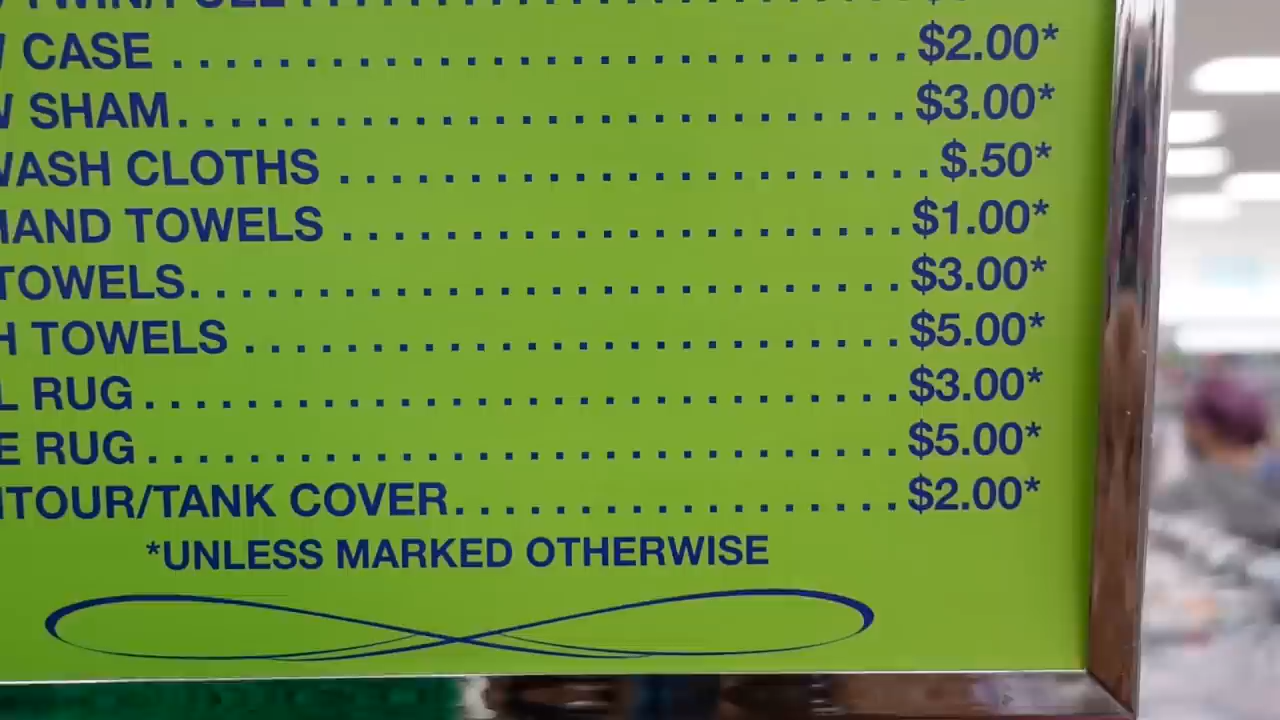 CASE . . . . . . . . . . . . . . . . . . . . . . . . . . . . . $2.00*
SHAM. . . . . . . . . . . . . . . . . . . . . . . . . . . . . $3.00*
WASH CLOTHS . . . . . . . . . . . . . . . . . . . . . . . $.50*
HAND TOWELS . . . . . . . . . . . . . . . . . . . . . . $1.00*
TOWELS. . . . . . . . . . . . . . . . . . . . . . . . . . . . $3.00*
H TOWELS . . . . . . . . . . . . . . . . . . . . . . . . . . $5.00*
L RUG. . . . . . . . . . . . . . . . . . . . . . . . . . . . . . $3.00*
E RUG. . . . . . . . . . . . . . . . . . . . . . . . . . . . . . $5.00*
NTOUR/TANK COVER. . . . . . . . . . . . . . . . . . $2.00*
*UNLESS MARKED OTHERWISE